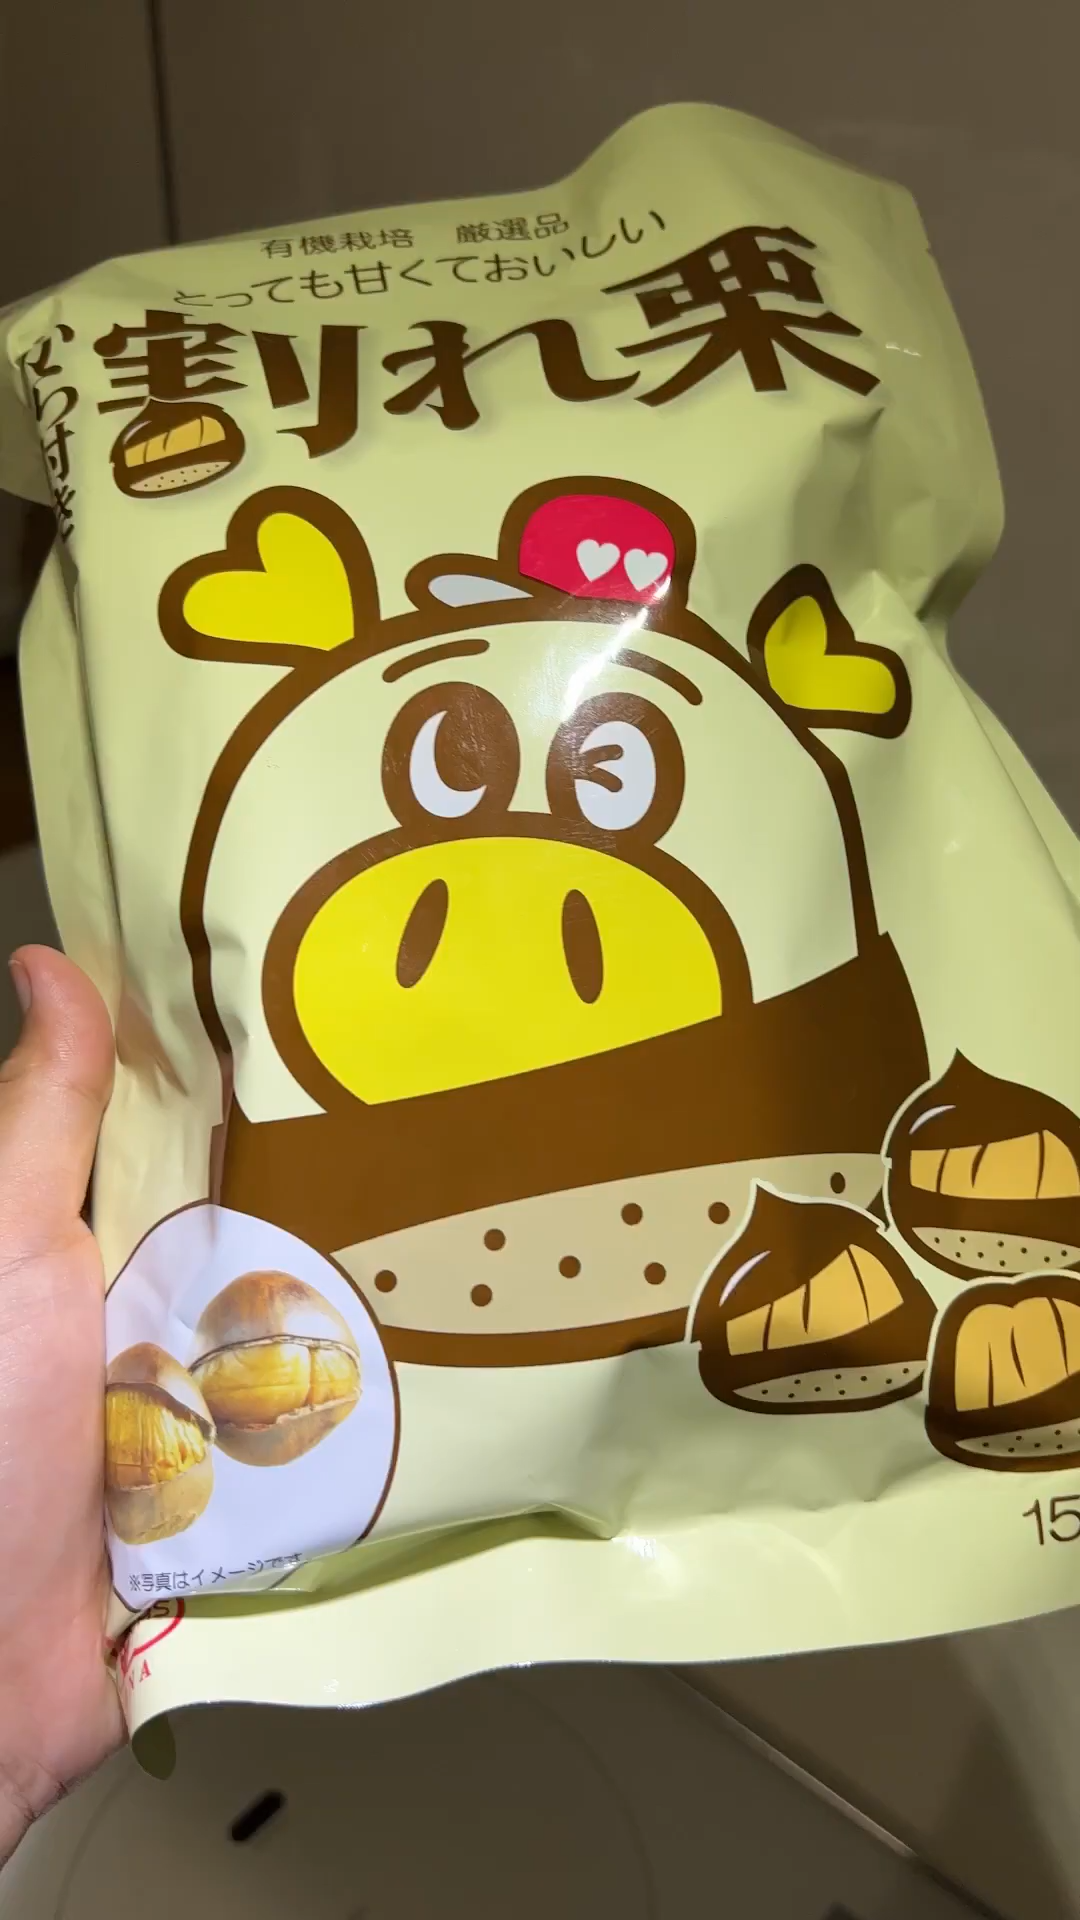 有機栽培 厳選品
とっても甘くておいしい
割れ栗
から付き
※写真はイメージです
15